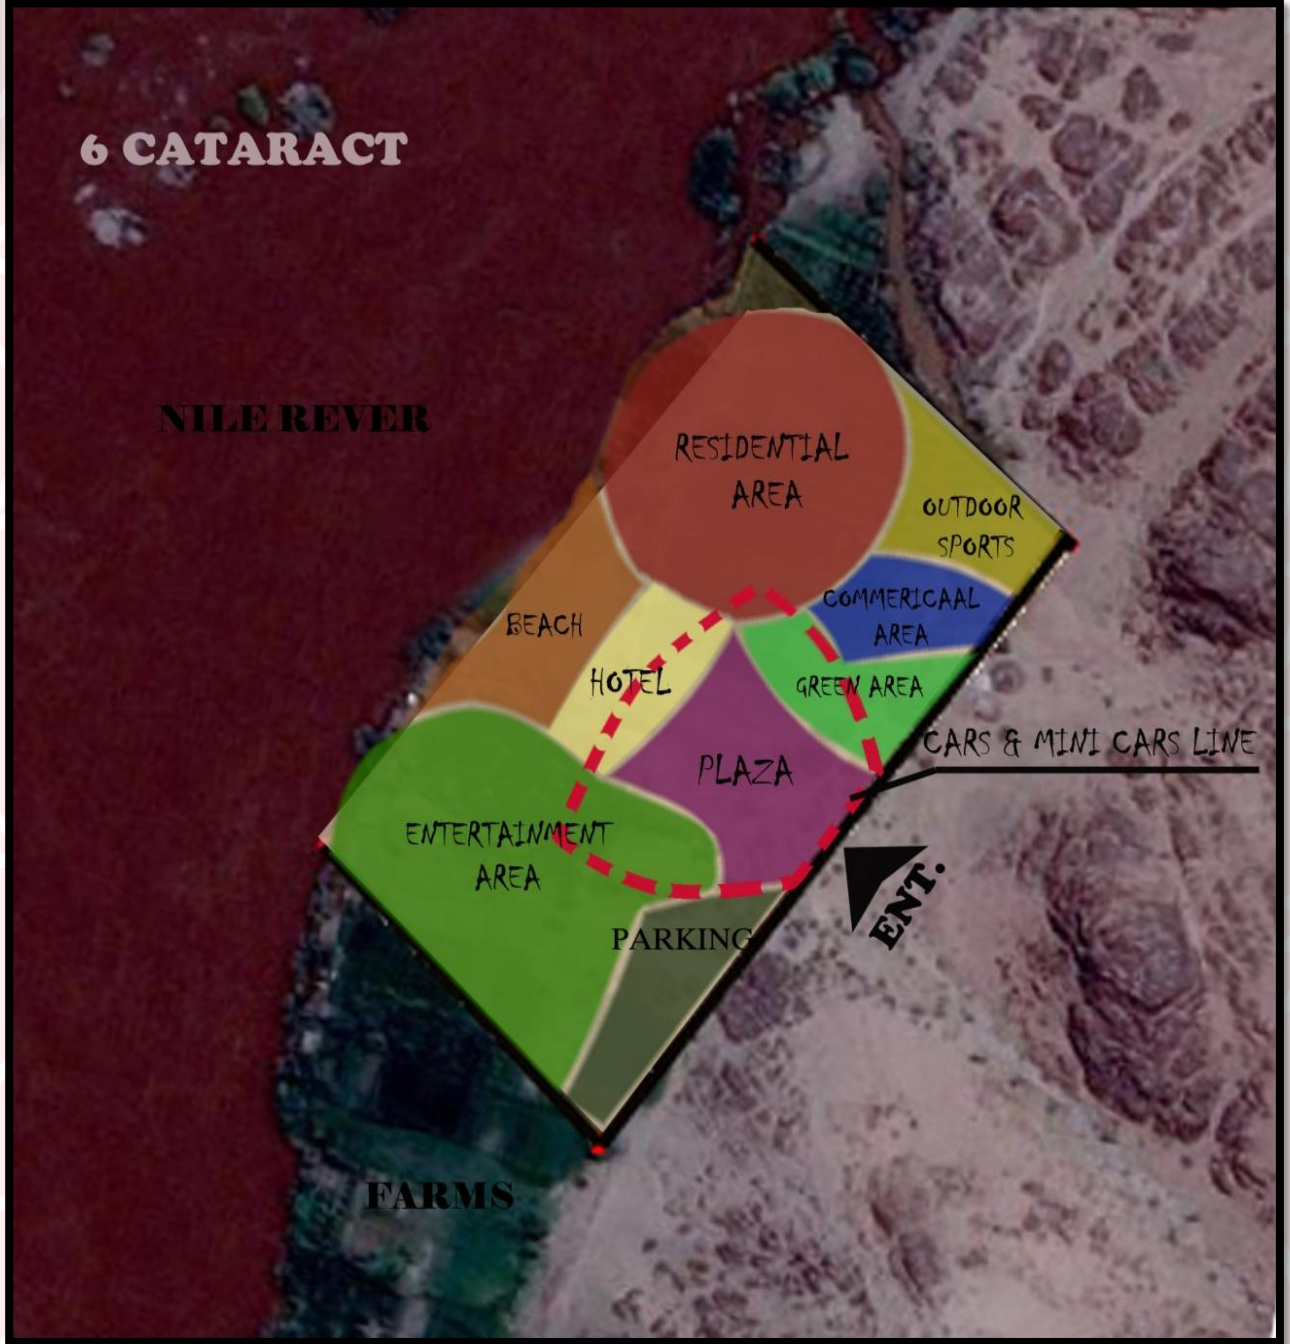 6 CATARACT
NILE REVER
RESIDENTIAL
AREA
OUTDOOR
SPORTS
COMMERICAAL
AREA
BEACH
HOTEL
GREEN AREA
CARS & MINI CARS LINE
PLAZA
ENTERTAINMENT
AREA
ENT.
PARKING
FARMS